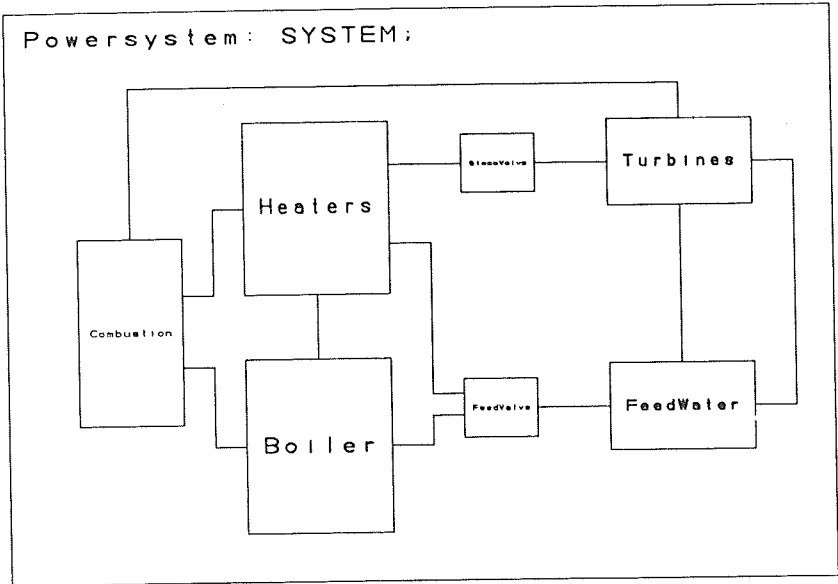 Powersystem: SYSTEM;
Turbines
Heaters
Combustion
FeedValve
FeedWater
Boiler